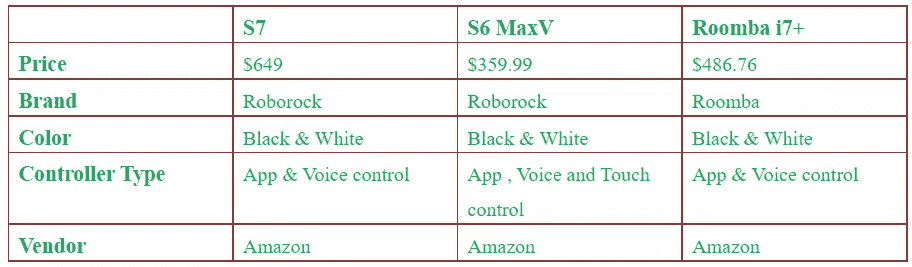 S7 S6 MaxV Roomba i7+
Price $649 $359.99 $486.76
Brand Roborock Roborock Roomba
Color Black & White Black & White Black & White
Controller Type App & Voice control App , Voice and Touch control App & Voice control
Vendor Amazon Amazon Amazon